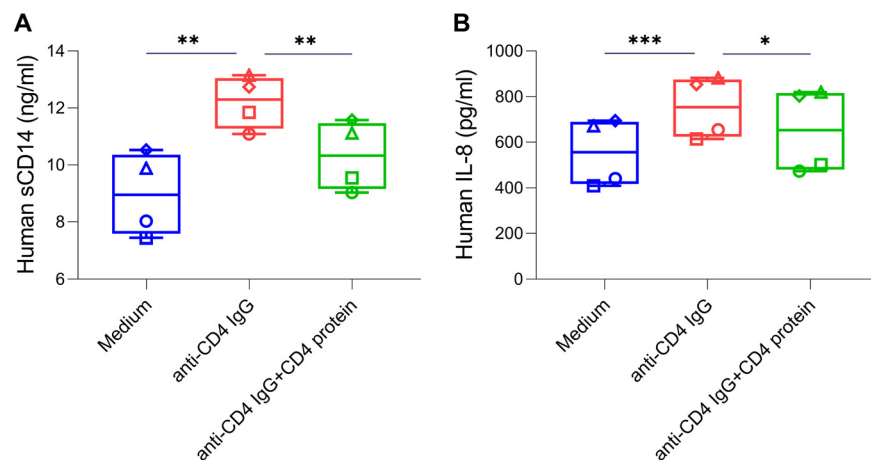 A
Human sCD14 (ng/ml)
14
12
10
8
6
**
**
Medium
anti-CD4 IgG
anti-CD4 IgG+CD4 protein
B
Human IL-8 (pg/ml)
1000
800
600
400
200
0
***
*
Medium
anti-CD4 IgG
anti-CD4 IgG+CD4 protein